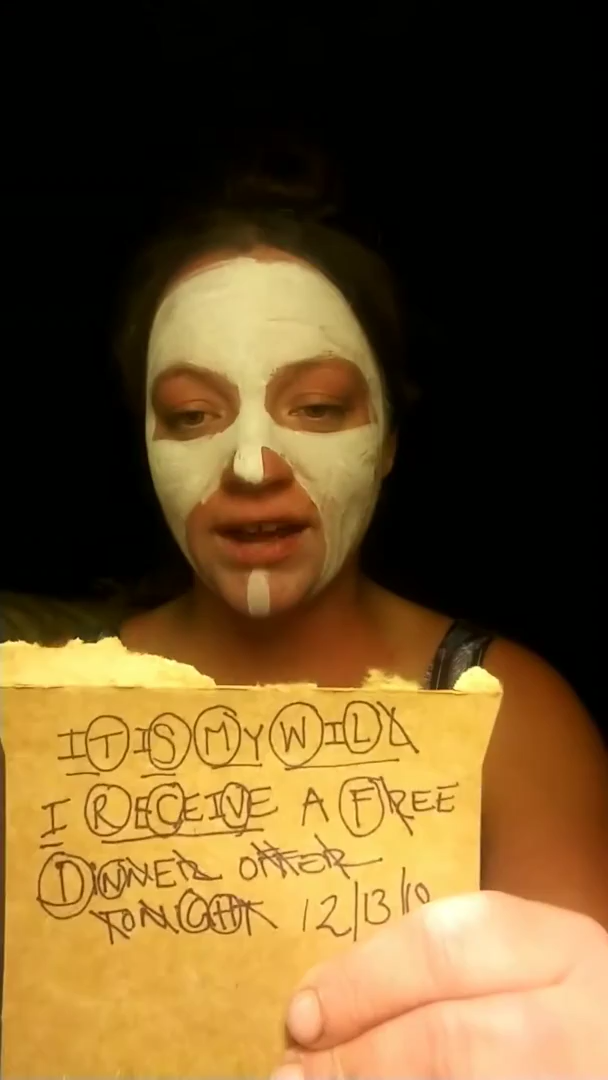 IT IS MY WILL
I RECEIVE A FREE
DINNER OFFER
TONIGHT 12/13/